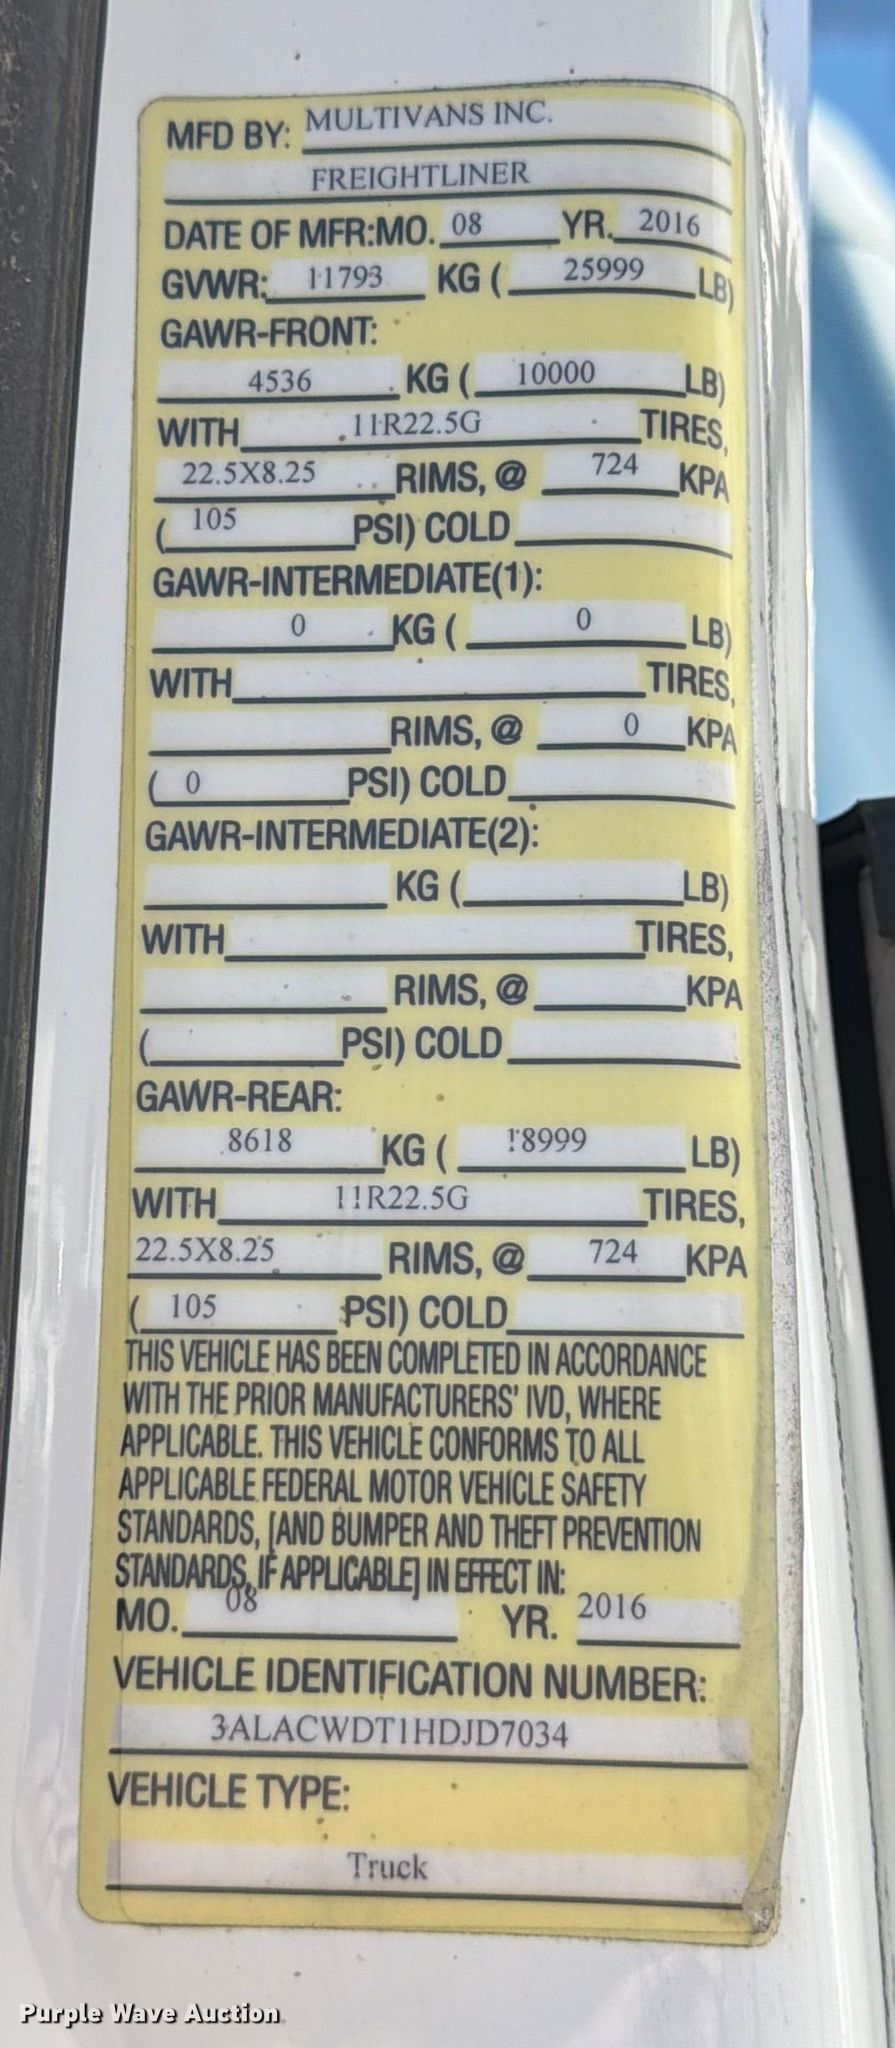 MFD BY: MULTIVANS INC.
FREIGHTLINER
DATE OF MFR:MO. 08 YR. 2016
GVWR: 11793 KG ( 25999 LB)
GAWR-FRONT:
4536 KG ( 10000 LB)
WITH 11R22.5G TIRES,
22.5X8.25 RIMS, @ 724 KPA
( 105 PSI) COLD
GAWR-INTERMEDIATE(1):
0 KG ( 0 LB)
WITH TIRES,
RIMS, @ 0 KPA
( 0 PSI) COLD
GAWR-INTERMEDIATE(2):
KG ( LB)
WITH TIRES,
RIMS, @ KPA
( PSI) COLD
GAWR-REAR:
8618 KG ( 18999 LB)
WITH 11R22.5G TIRES,
22.5X8.25 RIMS, @ 724 KPA
( 105 PSI) COLD
THIS VEHICLE HAS BEEN COMPLETED IN ACCORDANCE
WITH THE PRIOR MANUFACTURERS' IVD, WHERE
APPLICABLE. THIS VEHICLE CONFORMS TO ALL
APPLICABLE FEDERAL MOTOR VEHICLE SAFETY
STANDARDS, [AND BUMPER AND THEFT PREVENTION
STANDARDS, IF APPLICABLE] IN EFFECT IN:
MO. 08 YR. 2016
VEHICLE IDENTIFICATION NUMBER:
3ALACWDT1HDJD7034
VEHICLE TYPE:
Truck
Purple Wave Auction